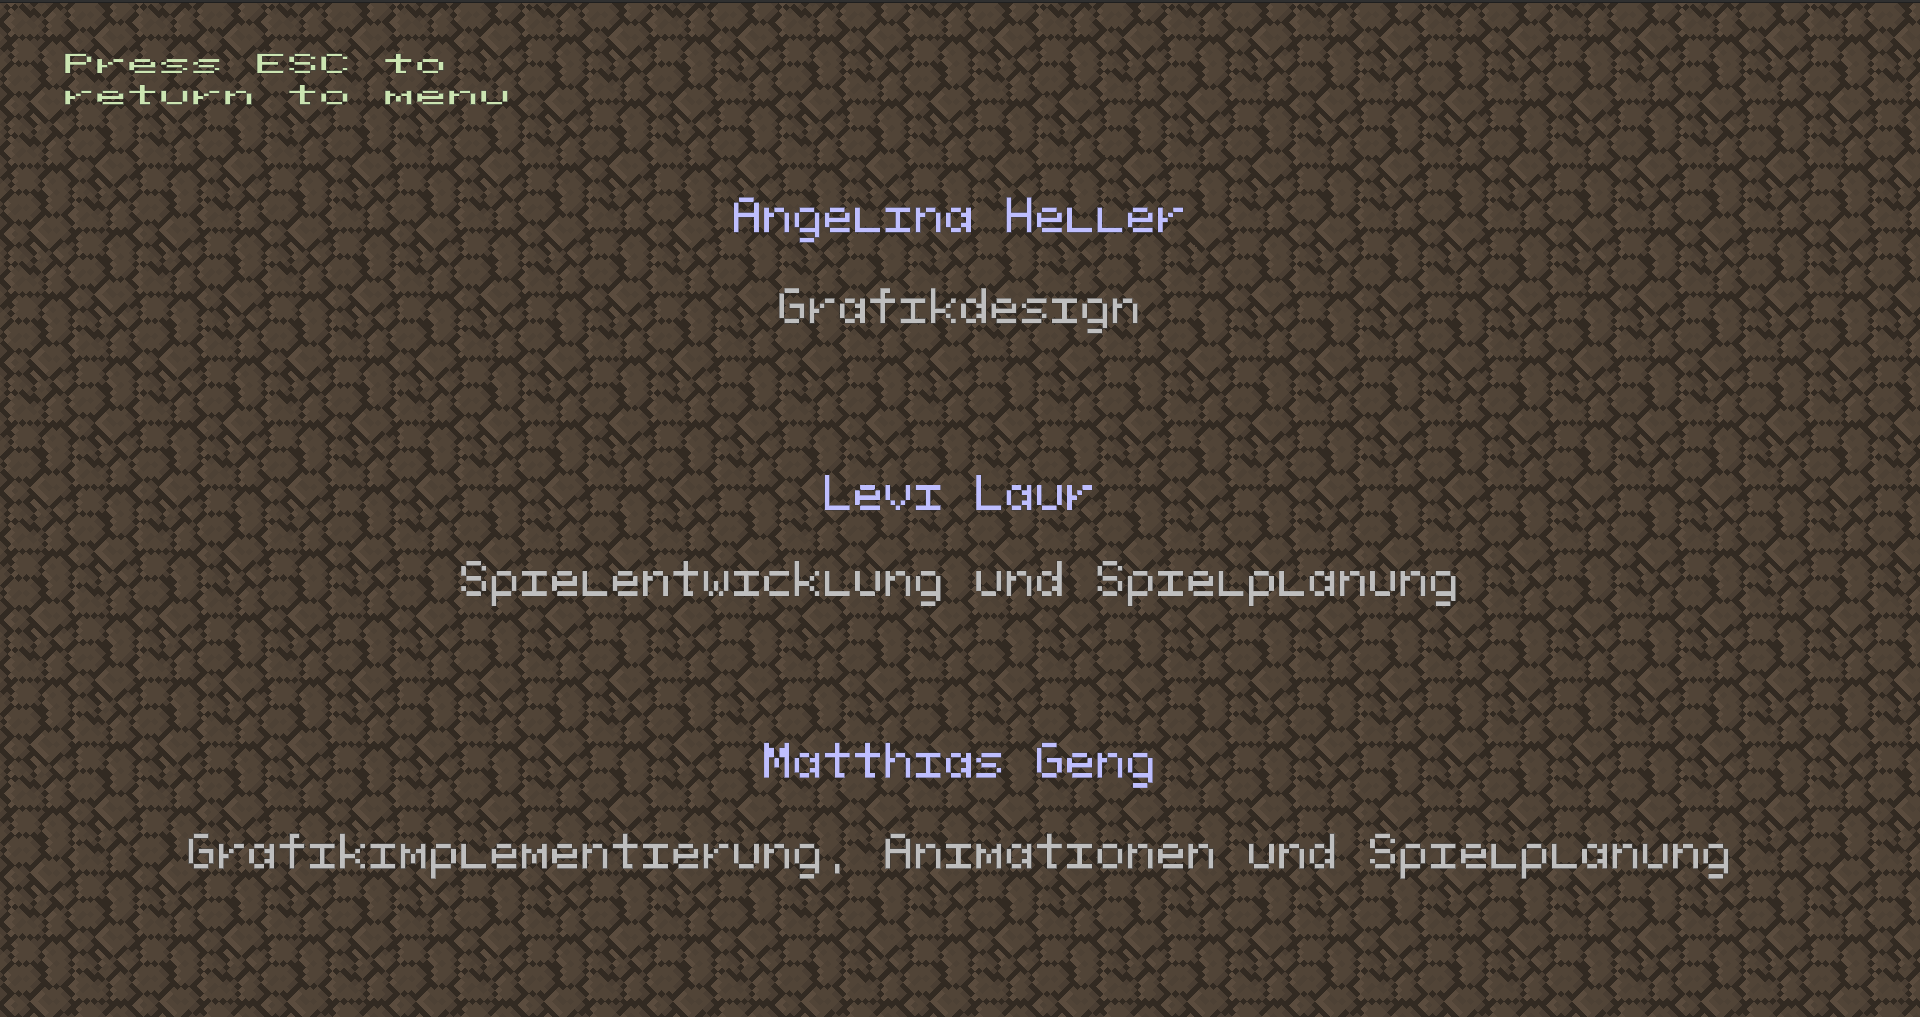 Press ESC to
return to menu
Angelina Heller
Grafikdesign
Levi Laur
Spielentwicklung und Spielplanung
Matthias Geng
Grafikimplementierung, Animationen und Spielplanung